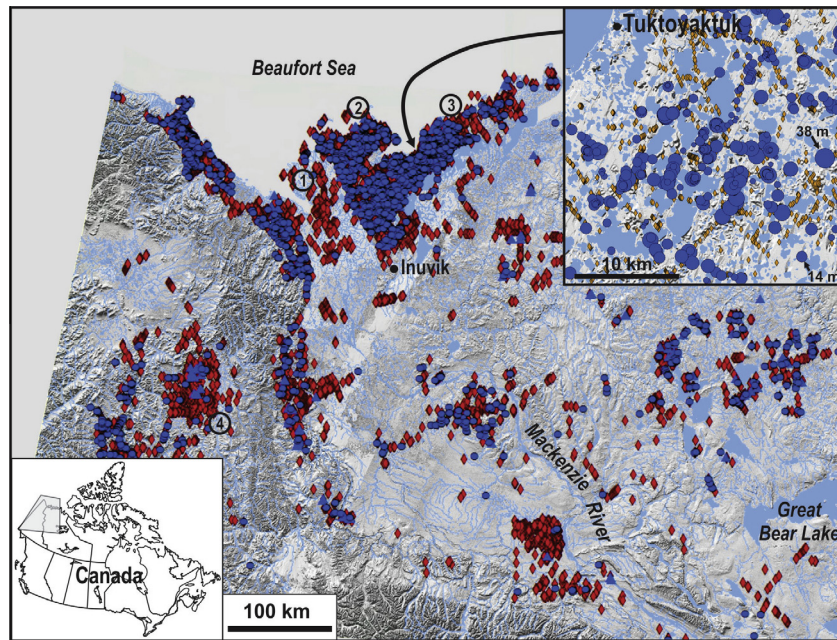 Beaufort Sea
Tuktoyaktuk
38 m
10 km
14 m
1
2
3
Inuvik
4
Mackenzie
River
Great
Bear Lake
Canada
100 km